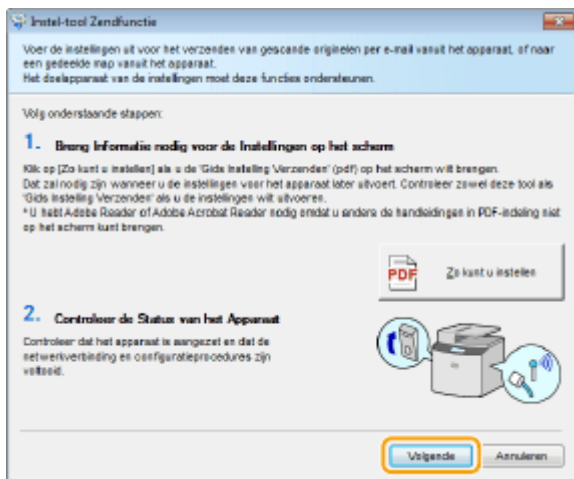 Instel-tool Zendfunctie
Voer de instellingen uit voor het verzenden van gescande originelen per e-mail vanuit het apparaat, of naar
een gedeelde map vanuit het apparaat.
Het doelapparaat van de instellingen moet deze functies ondersteunen.
Volg onderstaande stappen:
1. Breng Informatie nodig voor de Instellingen op het scherm
Klik op [Zo kunt u instellen] als u de 'Gids Instelling Verzenden' (pdf) op het scherm wilt brengen.
Dat zal nodig zijn wanneer u de instellingen voor het apparaat later uitvoert. Controleer zowel deze tool als
'Gids Instelling Verzenden' als u de instellingen wilt uitvoeren.
* U hebt Adobe Reader of Adobe Acrobat Reader nodig omdat u anders de handleidingen in PDF-indeling niet
op het scherm kunt brengen.
PDF
Zo kunt u instellen
2. Controleer de Status van het Apparaat
Controleer dat het apparaat is aangezet en dat de
netwerkverbinding en configuratieprocedures zijn
voltooid.
Volgende
Annuleren